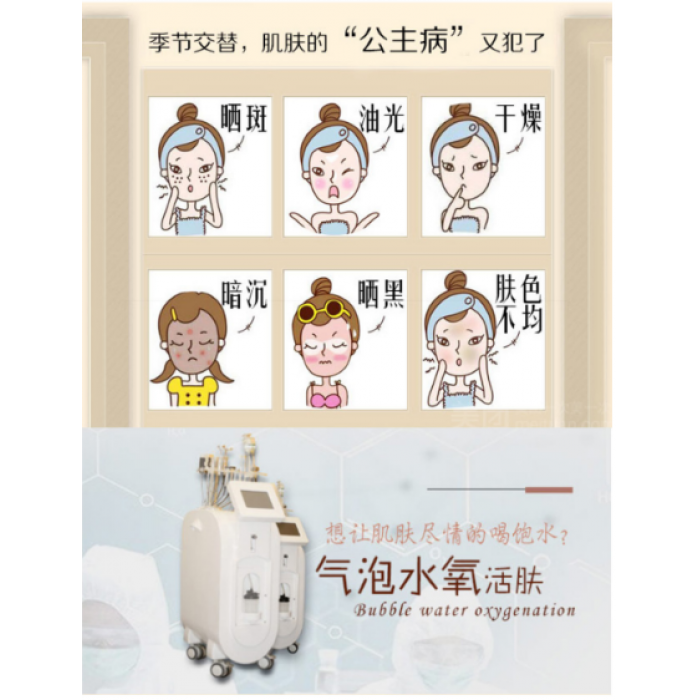 季节交替，肌肤的“公主病”又犯了
晒斑
油光
干燥
暗沉
晒黑
肤色
不均
想让肌肤尽情的喝饱水?
气泡水氧活肤
Bubble water oxygenation